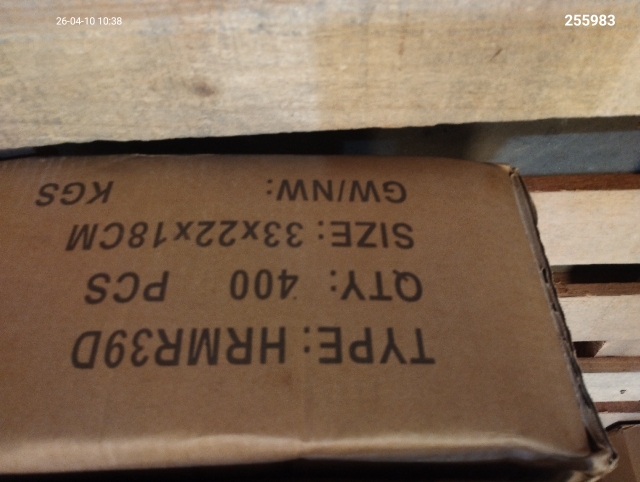 26-04-10 10:38
255983
TYPE: HRMR39D
QTY: 400 PCS
SIZE: 33x22x18CM
GW/NW: KGS